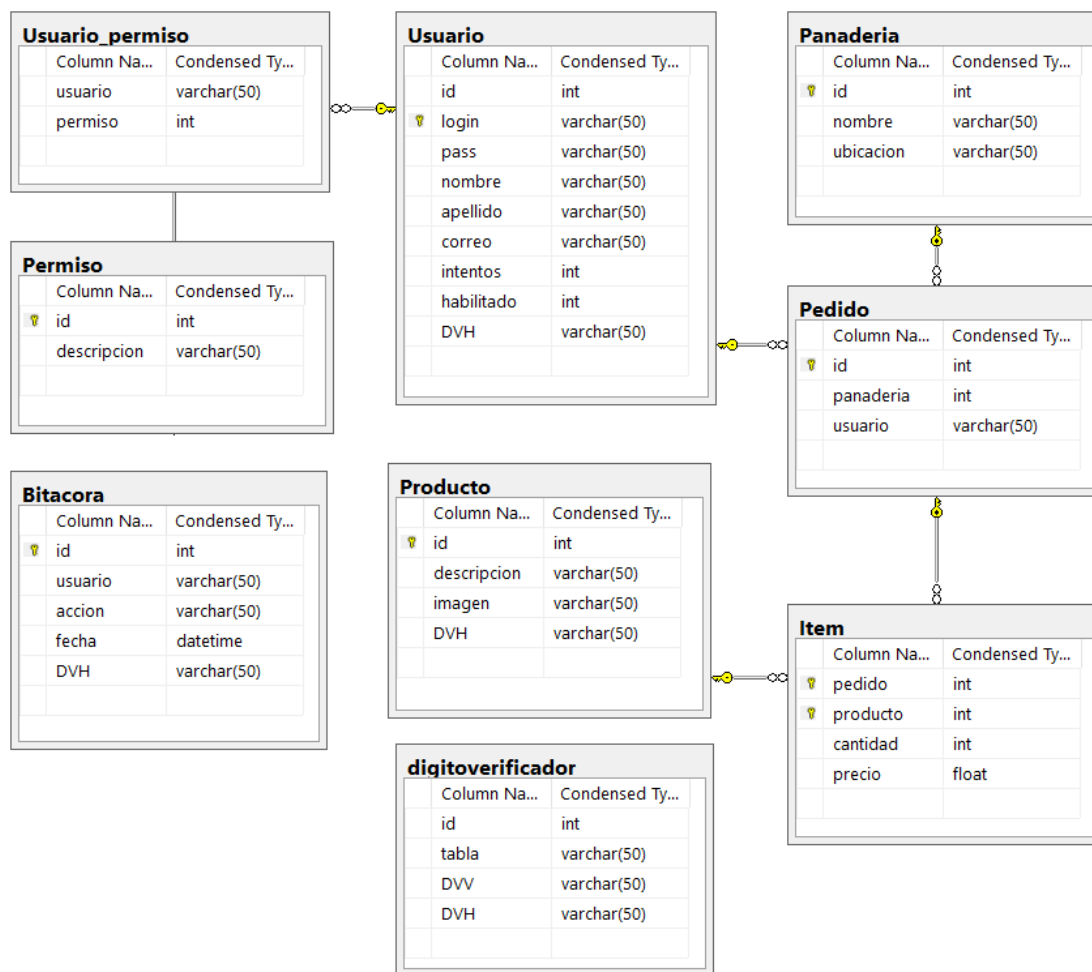 Usuario_permiso
Column Na... Condensed Ty...
usuario varchar(50)
permiso int
Usuario
Column Na... Condensed Ty...
id int
login varchar(50)
pass varchar(50)
nombre varchar(50)
apellido varchar(50)
correo varchar(50)
intentos int
habilitado int
DVH varchar(50)
Panaderia
Column Na... Condensed Ty...
id int
nombre varchar(50)
ubicacion varchar(50)
Permiso
Column Na... Condensed Ty...
id int
descripcion varchar(50)
Pedido
Column Na... Condensed Ty...
id int
panaderia int
usuario varchar(50)
Bitacora
Column Na... Condensed Ty...
id int
usuario varchar(50)
accion varchar(50)
fecha datetime
DVH varchar(50)
Producto
Column Na... Condensed Ty...
id int
descripcion varchar(50)
imagen varchar(50)
DVH varchar(50)
Item
Column Na... Condensed Ty...
pedido int
producto int
cantidad int
precio float
digitoverificador
Column Na... Condensed Ty...
id int
tabla varchar(50)
DVV varchar(50)
DVH varchar(50)